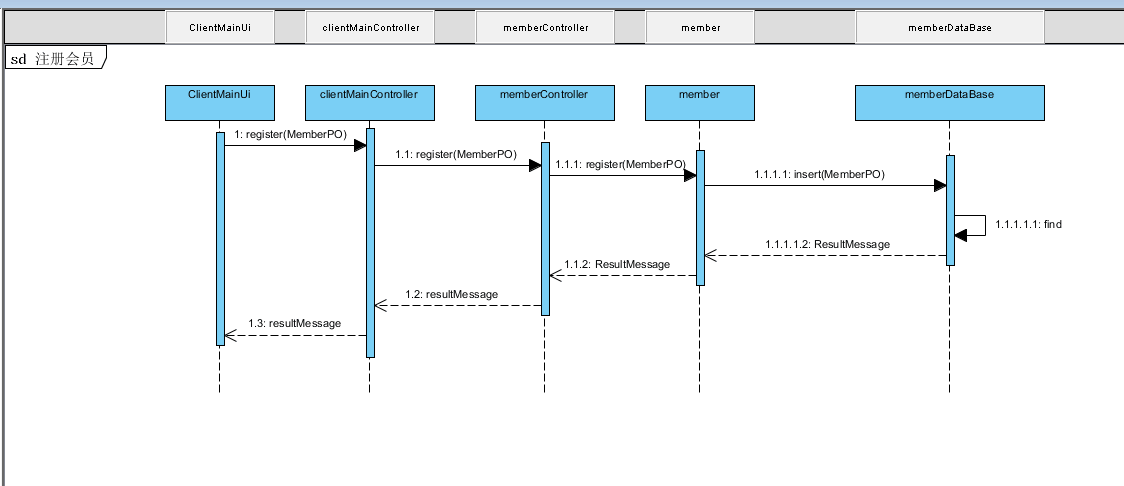 ClientMainUi
clientMainController
memberController
member
memberDataBase
sd 注册会员
ClientMainUi
clientMainController
memberController
member
memberDataBase
1: register(MemberPO)
1.1: register(MemberPO)
1.1.1: register(MemberPO)
1.1.1.1: insert(MemberPO)
1.1.1.1.1: find
1.1.1.1.2: ResultMessage
1.1.2: ResultMessage
1.2: resultMessage
1.3: resultMessage